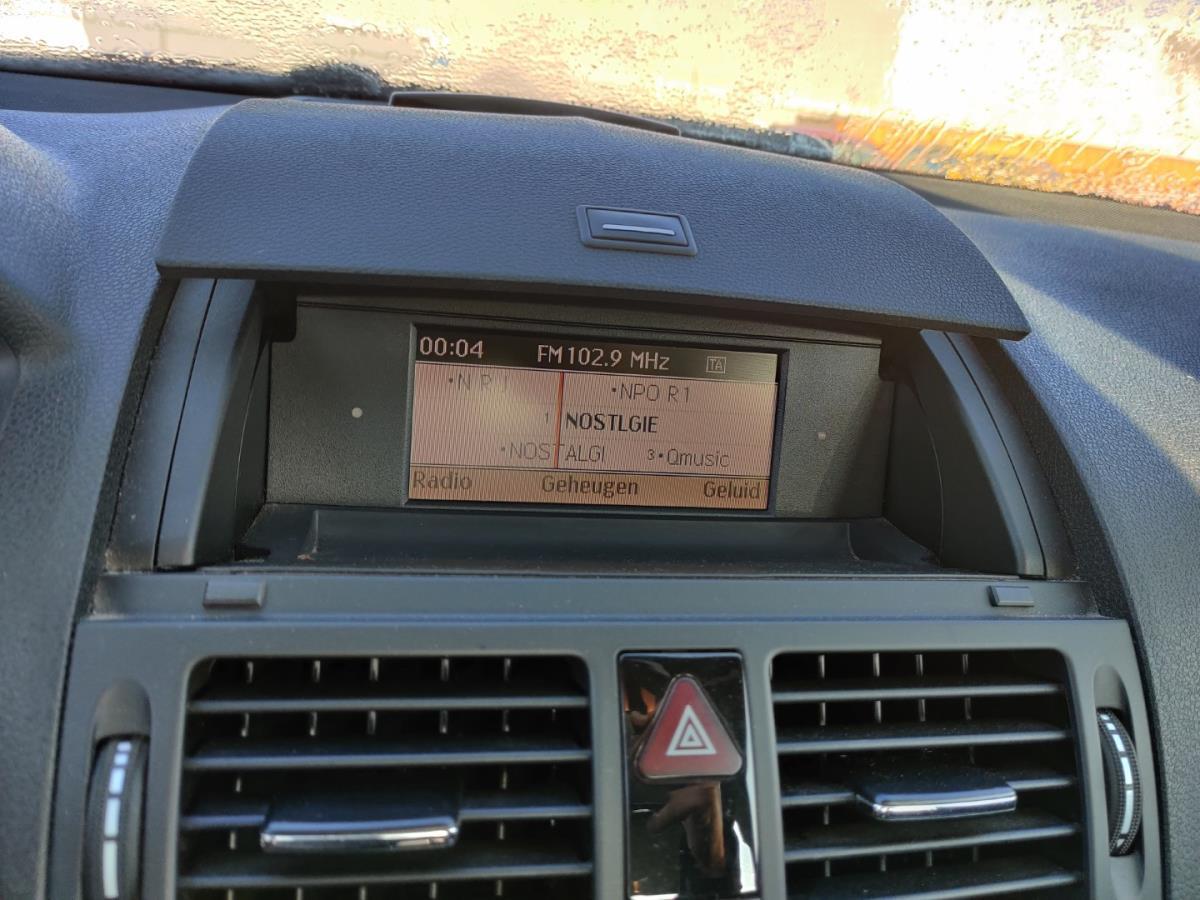 00:04 FM 102.9 MHz TA
•NPO R1
1 NOSTLGIE
•NOSTALGI 3•Qmusic
Radio Geheugen Geluid